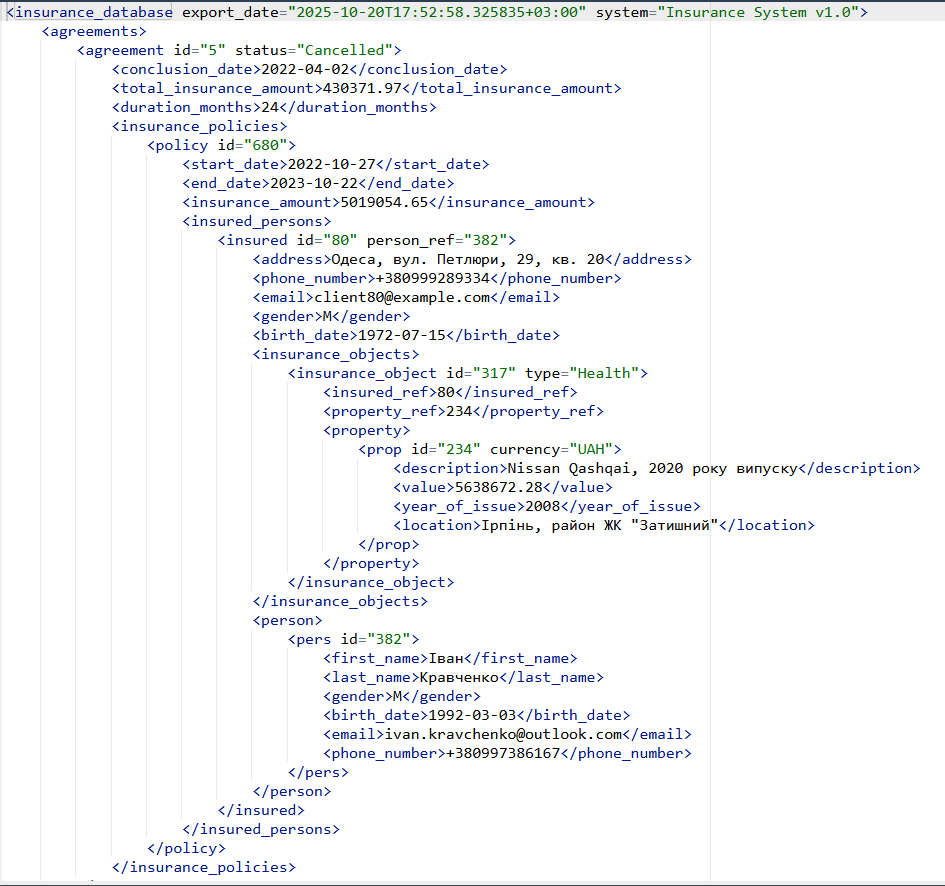 <insurance_database export_date="2025-10-20T17:52:58.325835+03:00" system="Insurance System v1.0">
<agreements>
<agreement id="5" status="Cancelled">
<conclusion_date>2022-04-02</conclusion_date>
<total_insurance_amount>430371.97</total_insurance_amount>
<duration_months>24</duration_months>
<insurance_policies>
<policy id="680">
<start_date>2022-10-27</start_date>
<end_date>2023-10-22</end_date>
<insurance_amount>5019054.65</insurance_amount>
<insured_persons>
<insured id="80" person_ref="382">
<address>Одеса, вул. Петлюри, 29, кв. 20</address>
<phone_number>+380999289334</phone_number>
<email>client80@example.com</email>
<gender>M</gender>
<birth_date>1972-07-15</birth_date>
<insurance_objects>
<insurance_object id="317" type="Health">
<insured_ref>80</insured_ref>
<property_ref>234</property_ref>
<property>
<prop id="234" currency="UAH">
<description>Nissan Qashqai, 2020 року випуску</description>
<value>5638672.28</value>
<year_of_issue>2008</year_of_issue>
<location>Ірпінь, район ЖК "Затишний"</location>
</prop>
</property>
</insurance_object>
</insurance_objects>
<person>
<pers id="382">
<first_name>Іван</first_name>
<last_name>Кравченко</last_name>
<gender>M</gender>
<birth_date>1992-03-03</birth_date>
<email>ivan.kravchenko@outlook.com</email>
<phone_number>+380997386167</phone_number>
</pers>
</person>
</insured>
</insured_persons>
</policy>
</insurance_policies>